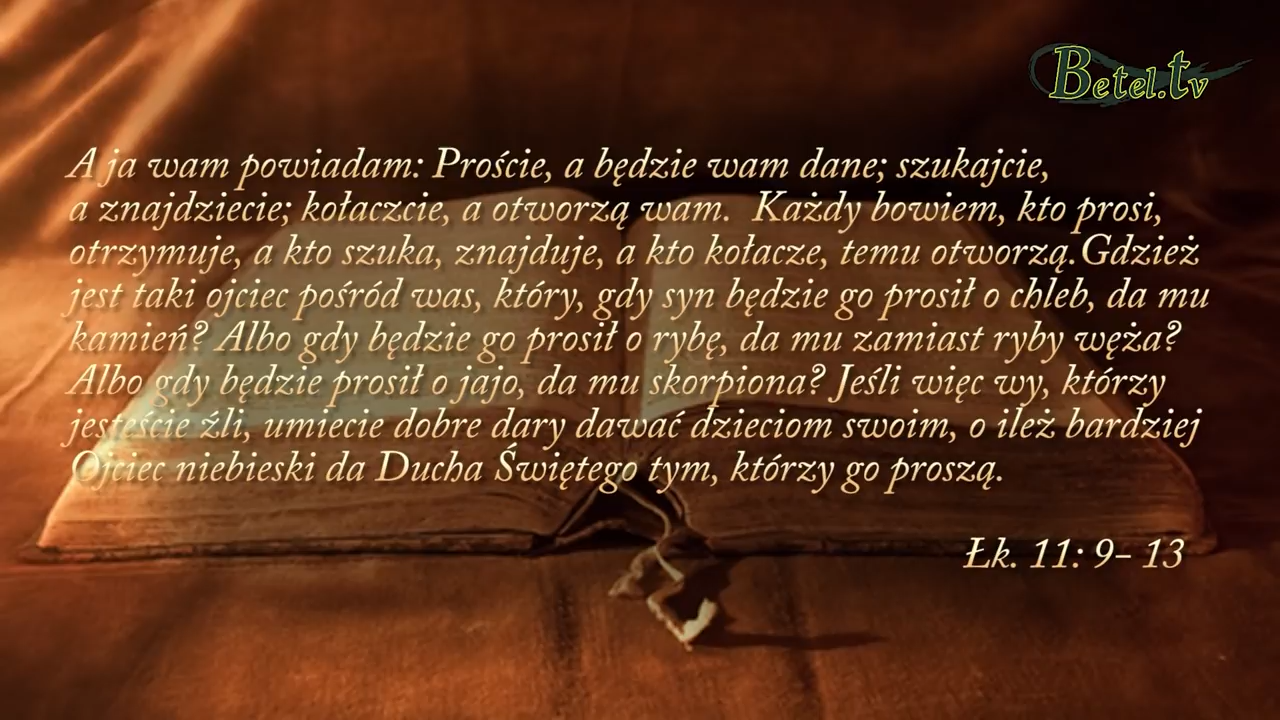 Betel.tv
A ja wam powiadam: Proście, a będzie wam dane; szukajcie,
a znajdziecie; kołaczcie, a otworzą wam. Każdy bowiem, kto prosi,
otrzymuje, a kto szuka, znajduje, a kto kołacze, temu otworzą.Gdzież
jest taki ojciec pośród was, który, gdy syn będzie go prosił o chleb, da mu
kamień? Albo gdy będzie go prosił o rybę, da mu zamiast ryby węża?
Albo gdy będzie prosił o jajo, da mu skorpiona? Jeśli więc wy, którzy
jesteście źli, umiecie dobre dary dawać dzieciom swoim, o ileż bardziej
Ojciec niebieski da Ducha Świętego tym, którzy go proszą.
Łk. 11: 9– 13